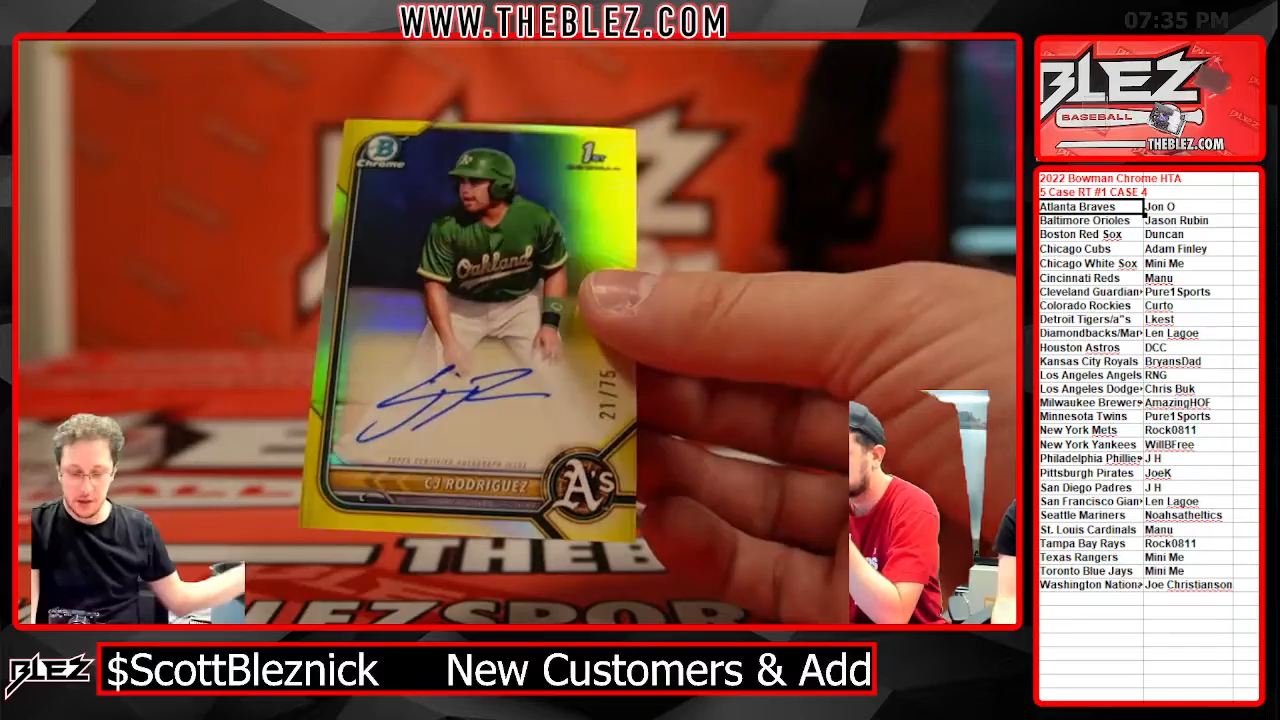 WWW.THEBLEZ.COM
07:35 PM
BLEZ
BASEBALL
THEBLEZ.COM
2022 Bowman Chrome HTA
5 Case RT #1 CASE 4
Atlanta Braves Jon O
Baltimore Orioles Jason Rubin
Boston Red Sox Duncan
Chicago Cubs Adam Finley
Chicago White Sox Mini Me
Cincinnati Reds Manu
Cleveland Guardian Pure1Sports
Colorado Rockies Curto
Detroit Tigers/a"s Lkest
Diamondbacks/Mar Len Lagoe
Houston Astros DCC
Kansas City Royals BryansDad
Los Angeles Angels RNG
Los Angeles Dodge Chris Buk
Milwaukee Brewers AmazingHOF
Minnesota Twins Pure1Sports
New York Mets Rock0811
New York Yankees WillBFree
Philadelphia Phillies J H
Pittsburgh Pirates JoeK
San Diego Padres J H
San Francisco Gian Len Lagoe
Seattle Mariners Noahsatheltics
St. Louis Cardinals Manu
Tampa Bay Rays Rock0811
Texas Rangers Mini Me
Toronto Blue Jays Mini Me
Washington Nation Joe Christianson
B
Chrome
1ST
Oakland
21/75
TOPPS CERTIFIED AUTOGRAPH ISSUE
CJ RODRIGUEZ
A's
THEB
EZSPOR
BLEZ
$ScottBleznick New Customers & Add